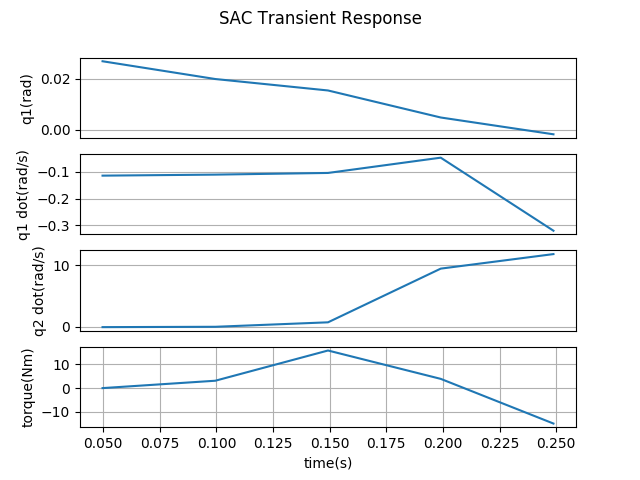 SAC Transient Response
q1(rad)
0.02
0.00
q1 dot(rad/s)
−0.1
−0.2
−0.3
q2 dot(rad/s)
10
0
torque(Nm)
10
0
−10
0.050 0.075 0.100 0.125 0.150 0.175 0.200 0.225 0.250
time(s)